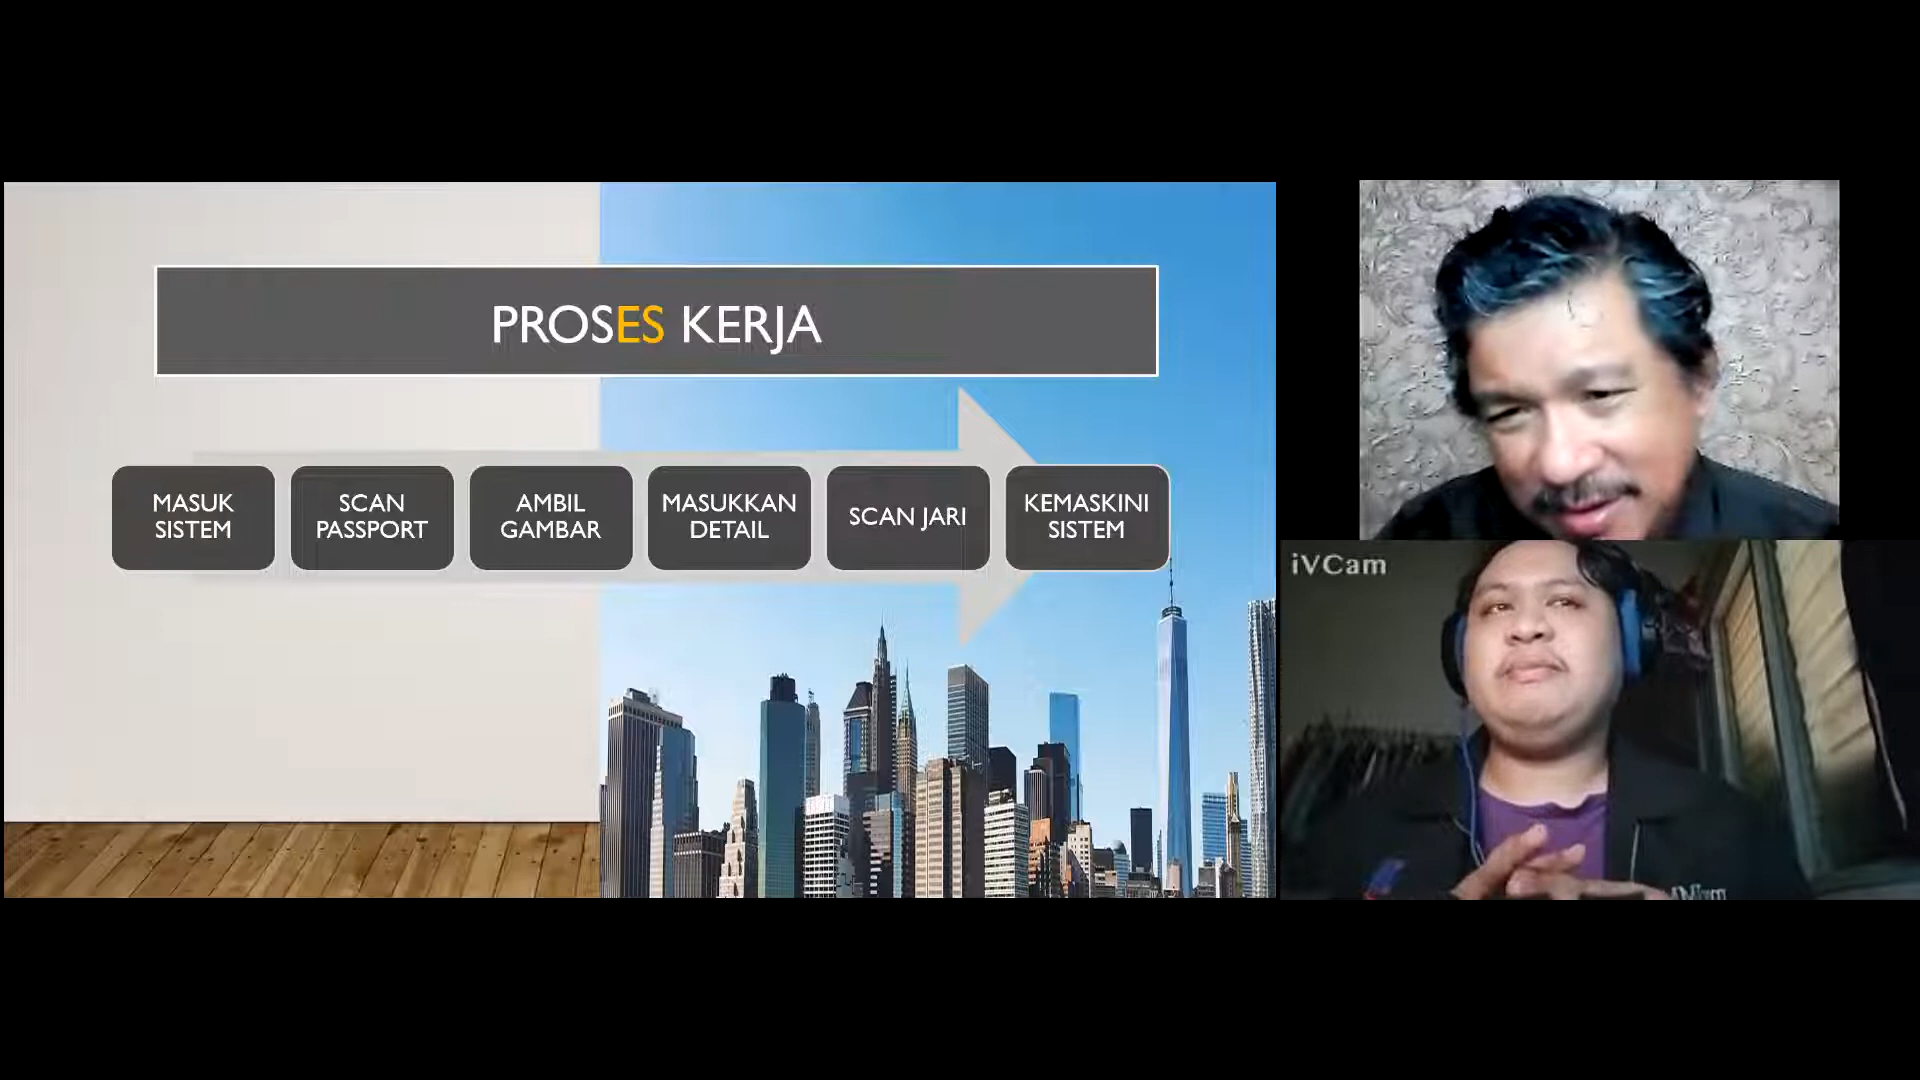 PROSES KERJA
MASUK
SISTEM
SCAN
PASSPORT
AMBIL
GAMBAR
MASUKKAN
DETAIL
SCAN JARI
KEMASKINI
SISTEM
iVCam